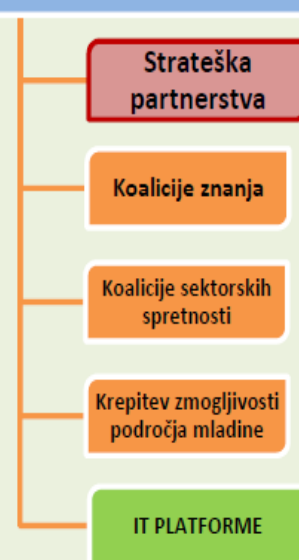 Strateška
partnerstva
Koalicije znanja
Koalicije sektorskih
spretnosti
Krepitev zmogljivosti
področja mladine
IT PLATFORME